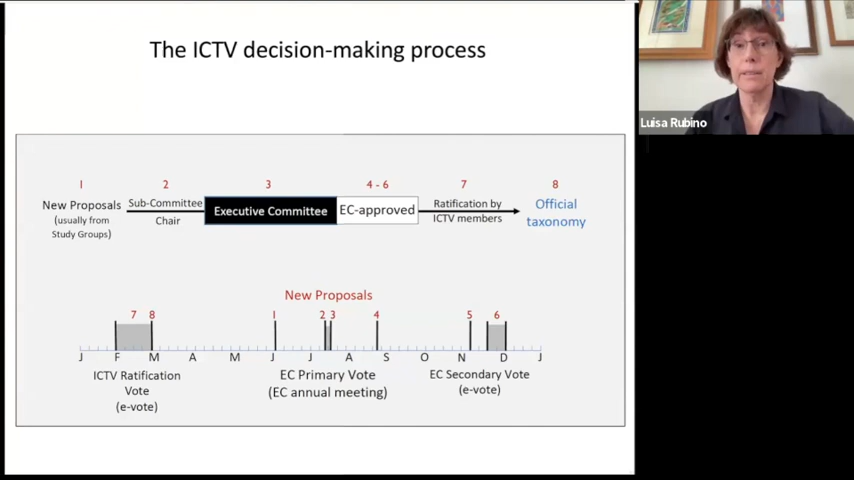 The ICTV decision-making process
Luisa Rubino
1 2 3 4 - 6 7 8
New Proposals
(usually from
Study Groups)
Sub-Committee
Chair
Executive Committee
EC-approved
Ratification by
ICTV members
Official
taxonomy
New Proposals
7 8 1 2 3 4 5 6
J F M A M J J A S O N D J
ICTV Ratification
Vote
(e-vote)
EC Primary Vote
(EC annual meeting)
EC Secondary Vote
(e-vote)